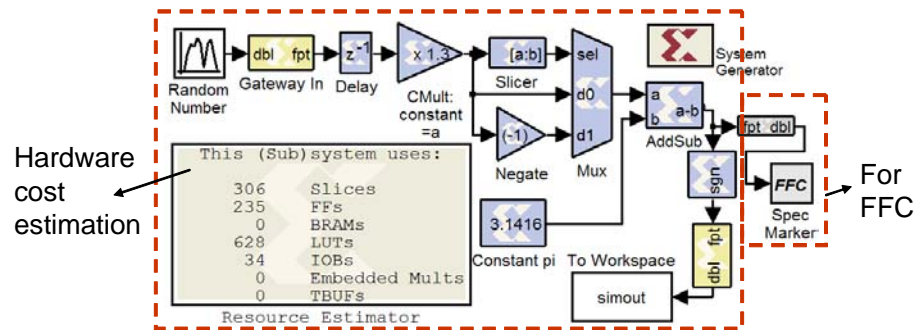 dbl fpt
z-1
x 1.3
[a:b]
sel
d0
d1
System
Generator
Random
Number
Gateway In
Delay
CMult:
constant
=a
Slicer
a
b
a-b
AddSub
fpt dbl
(-1)
Negate
Mux
sgn
FFC
Spec
Marker
For
FFC
Hardware
cost
estimation
This (Sub)system uses:
306 Slices
235 FFs
0 BRAMs
628 LUTs
34 IOBs
0 Embedded Mults
0 TBUFs
Resource Estimator
3.1416
Constant pi
To Workspace
simout
dbl fpt